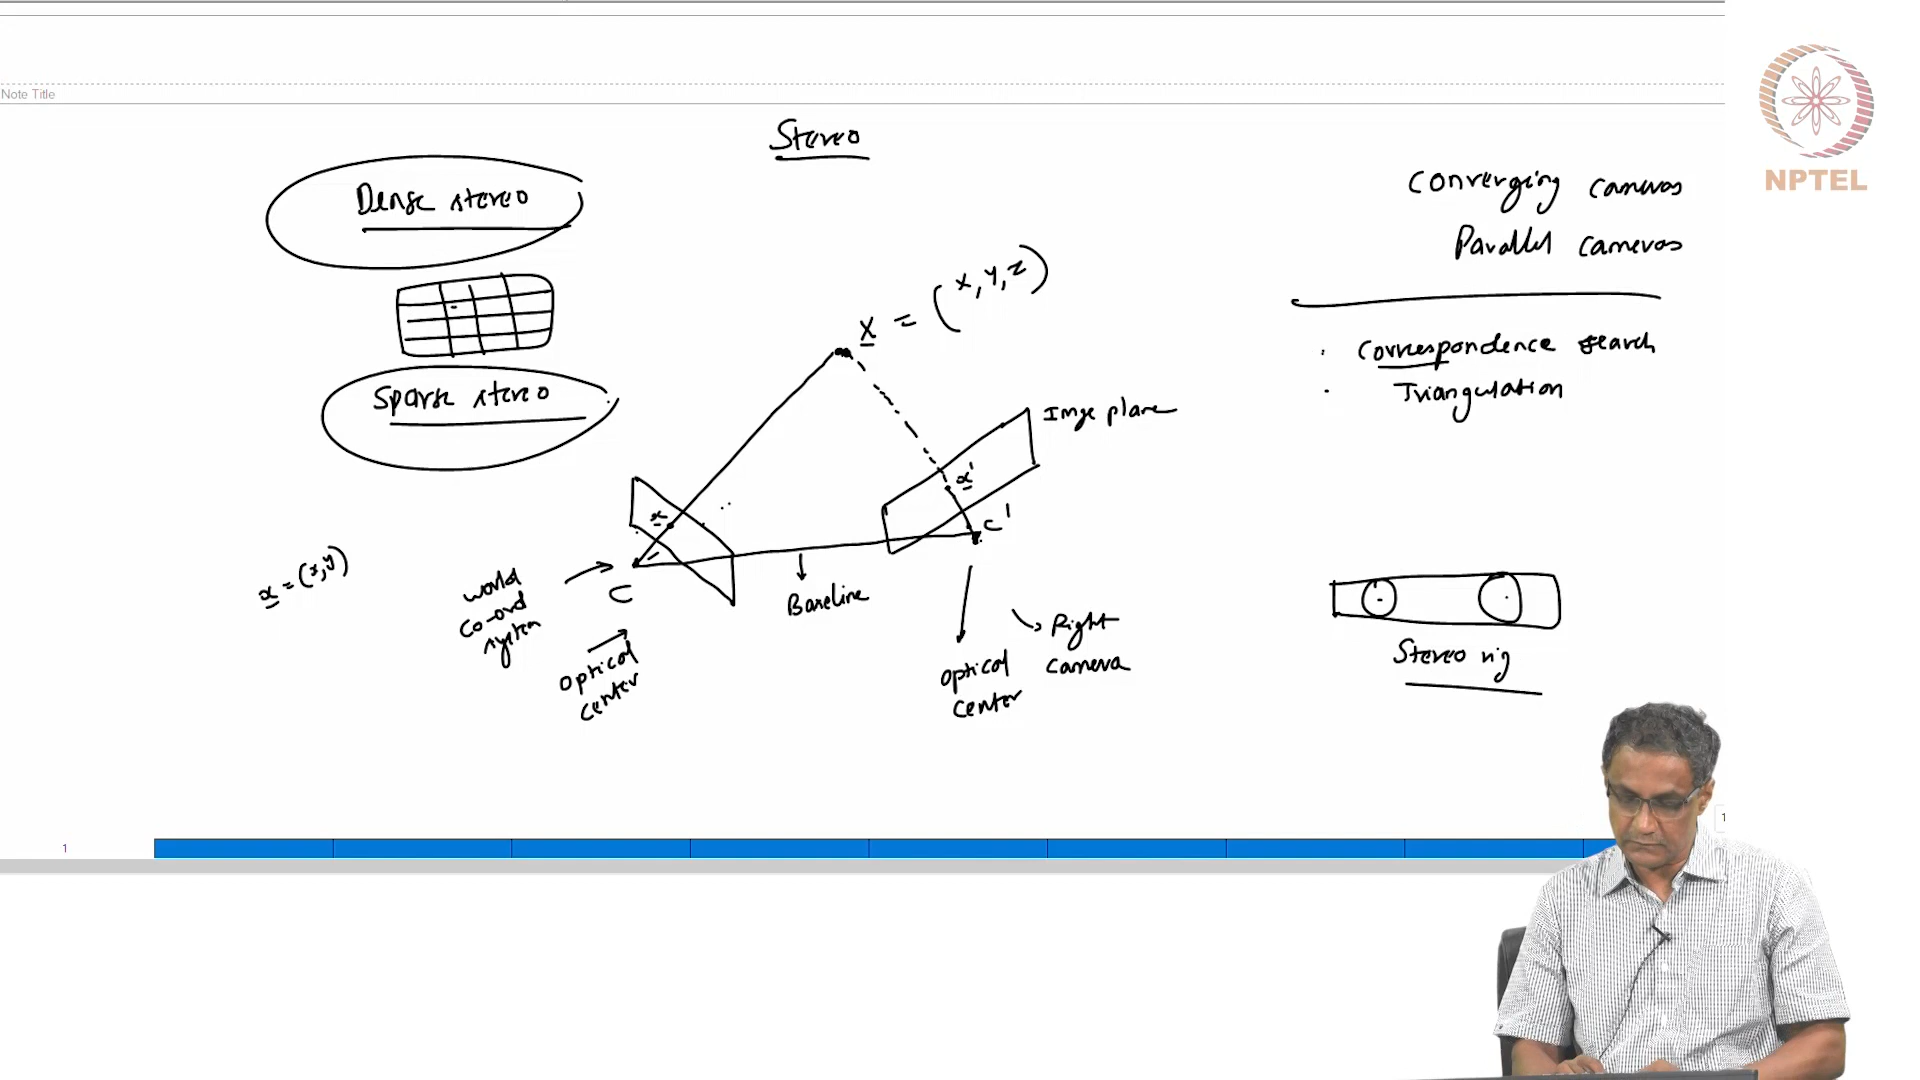 Note Title
Stereo
Dense stereo
Sparse stereo
Converging cameras
Parallel cameras
. Correspondence search
. Triangulation
X = (X, Y, Z)
Imge plane
x'
C'
x
C
x = (x,y)
world
co-ord
system
optical
center
Baseline
optical
center
Right
camera
Stereo rig
NPTEL
1
1